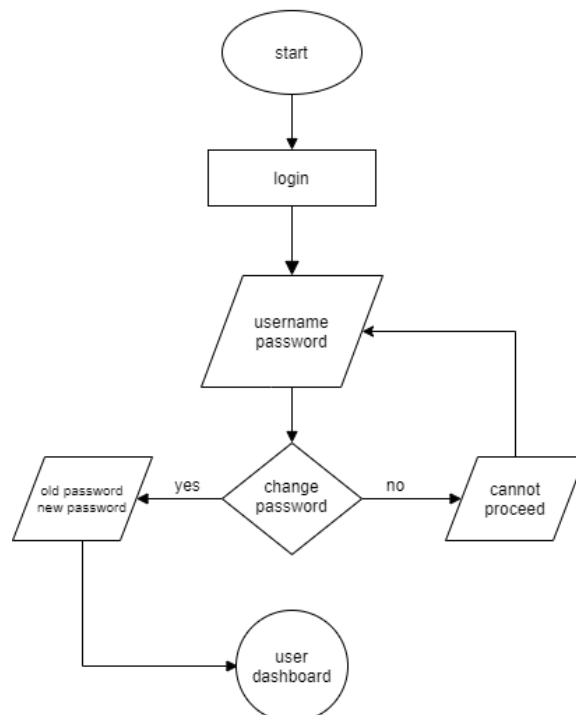 start
login
username
password
yes
change
password
no
cannot
proceed
old password
new password
user
dashboard